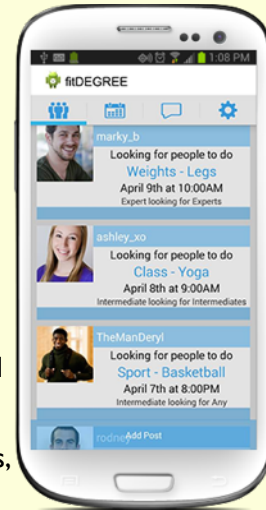 1:08 PM
fitDEGREE
marky_b
Looking for people to do
Weights - Legs
April 9th at 10:00AM
Expert looking for Experts
ashley_xo
Looking for people to do
Class - Yoga
April 8th at 9:00AM
Intermediate looking for Intermediates
TheManDeryl
Looking for people to do
Sport - Basketball
April 7th at 8:00PM
Intermediate looking for Any
rodney
Add Post